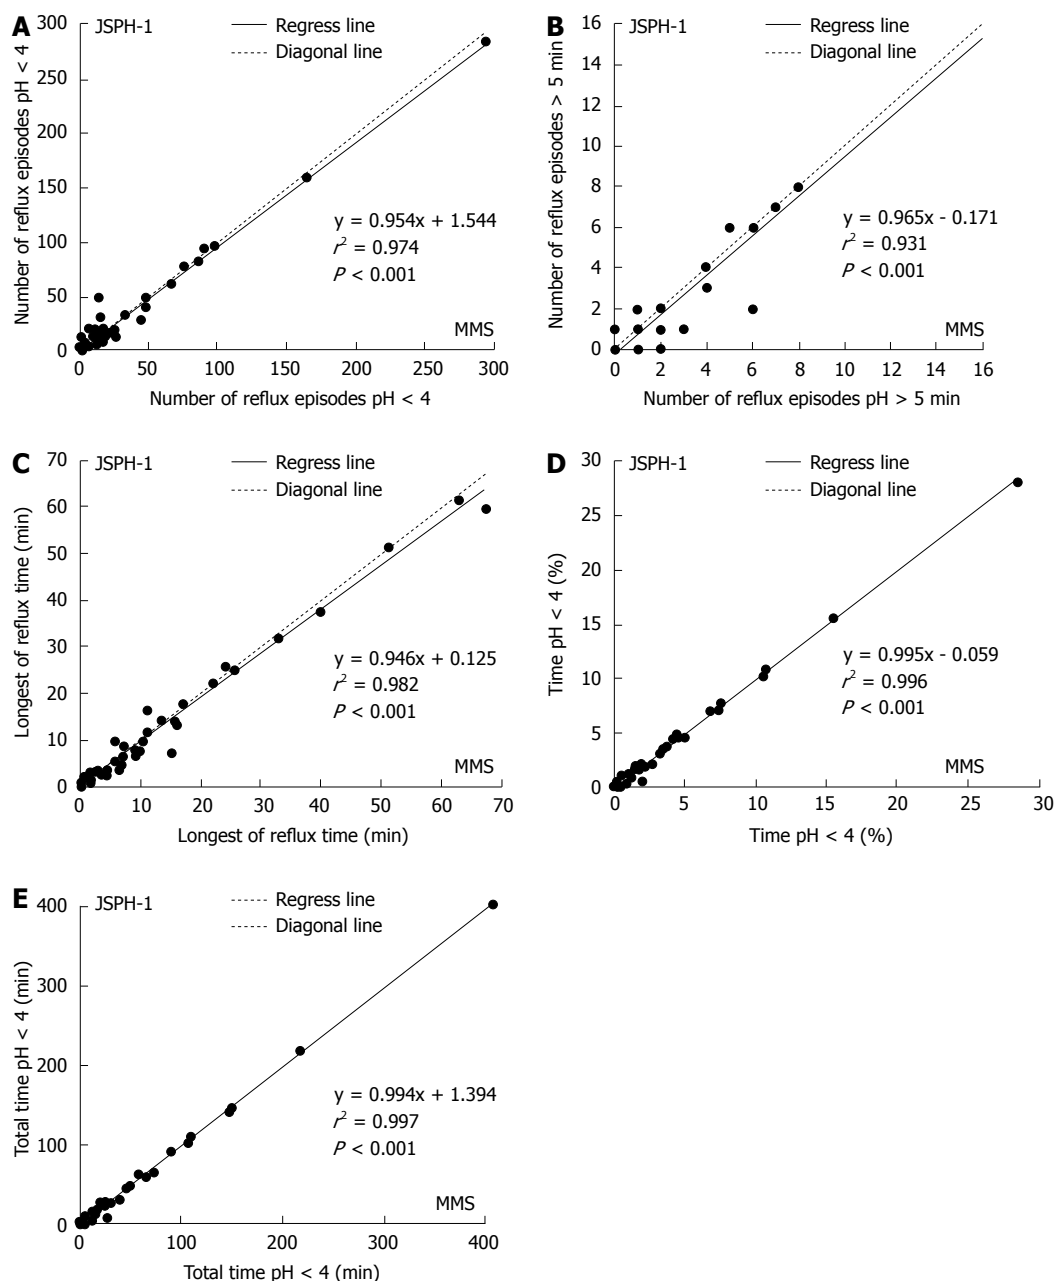 A
JSPH-1
Regress line
Diagonal line
Number of reflux episodes pH < 4
300
250
200
150
100
50
0
y = 0.954x + 1.544
r² = 0.974
P < 0.001
MMS
0 50 100 150 200 250 300
Number of reflux episodes pH < 4
B
JSPH-1
Regress line
Diagonal line
Number of reflux episodes > 5 min
16
14
12
10
8
6
4
2
0
y = 0.965x - 0.171
r² = 0.931
P < 0.001
MMS
0 2 4 6 8 10 12 14 16
Number of reflux episodes pH > 5 min
C
JSPH-1
Regress line
Diagonal line
Longest of reflux time (min)
70
60
50
40
30
20
10
0
y = 0.946x + 0.125
r² = 0.982
P < 0.001
MMS
0 10 20 30 40 50 60 70
Longest of reflux time (min)
D
JSPH-1
Regress line
Diagonal line
Time pH < 4 (%)
30
25
20
15
10
5
0
y = 0.995x - 0.059
r² = 0.996
P < 0.001
MMS
0 5 10 15 20 25 30
Time pH < 4 (%)
E
JSPH-1
Regress line
Diagonal line
Total time pH < 4 (min)
400
300
200
100
0
y = 0.994x + 1.394
r² = 0.997
P < 0.001
MMS
0 100 200 300 400
Total time pH < 4 (min)